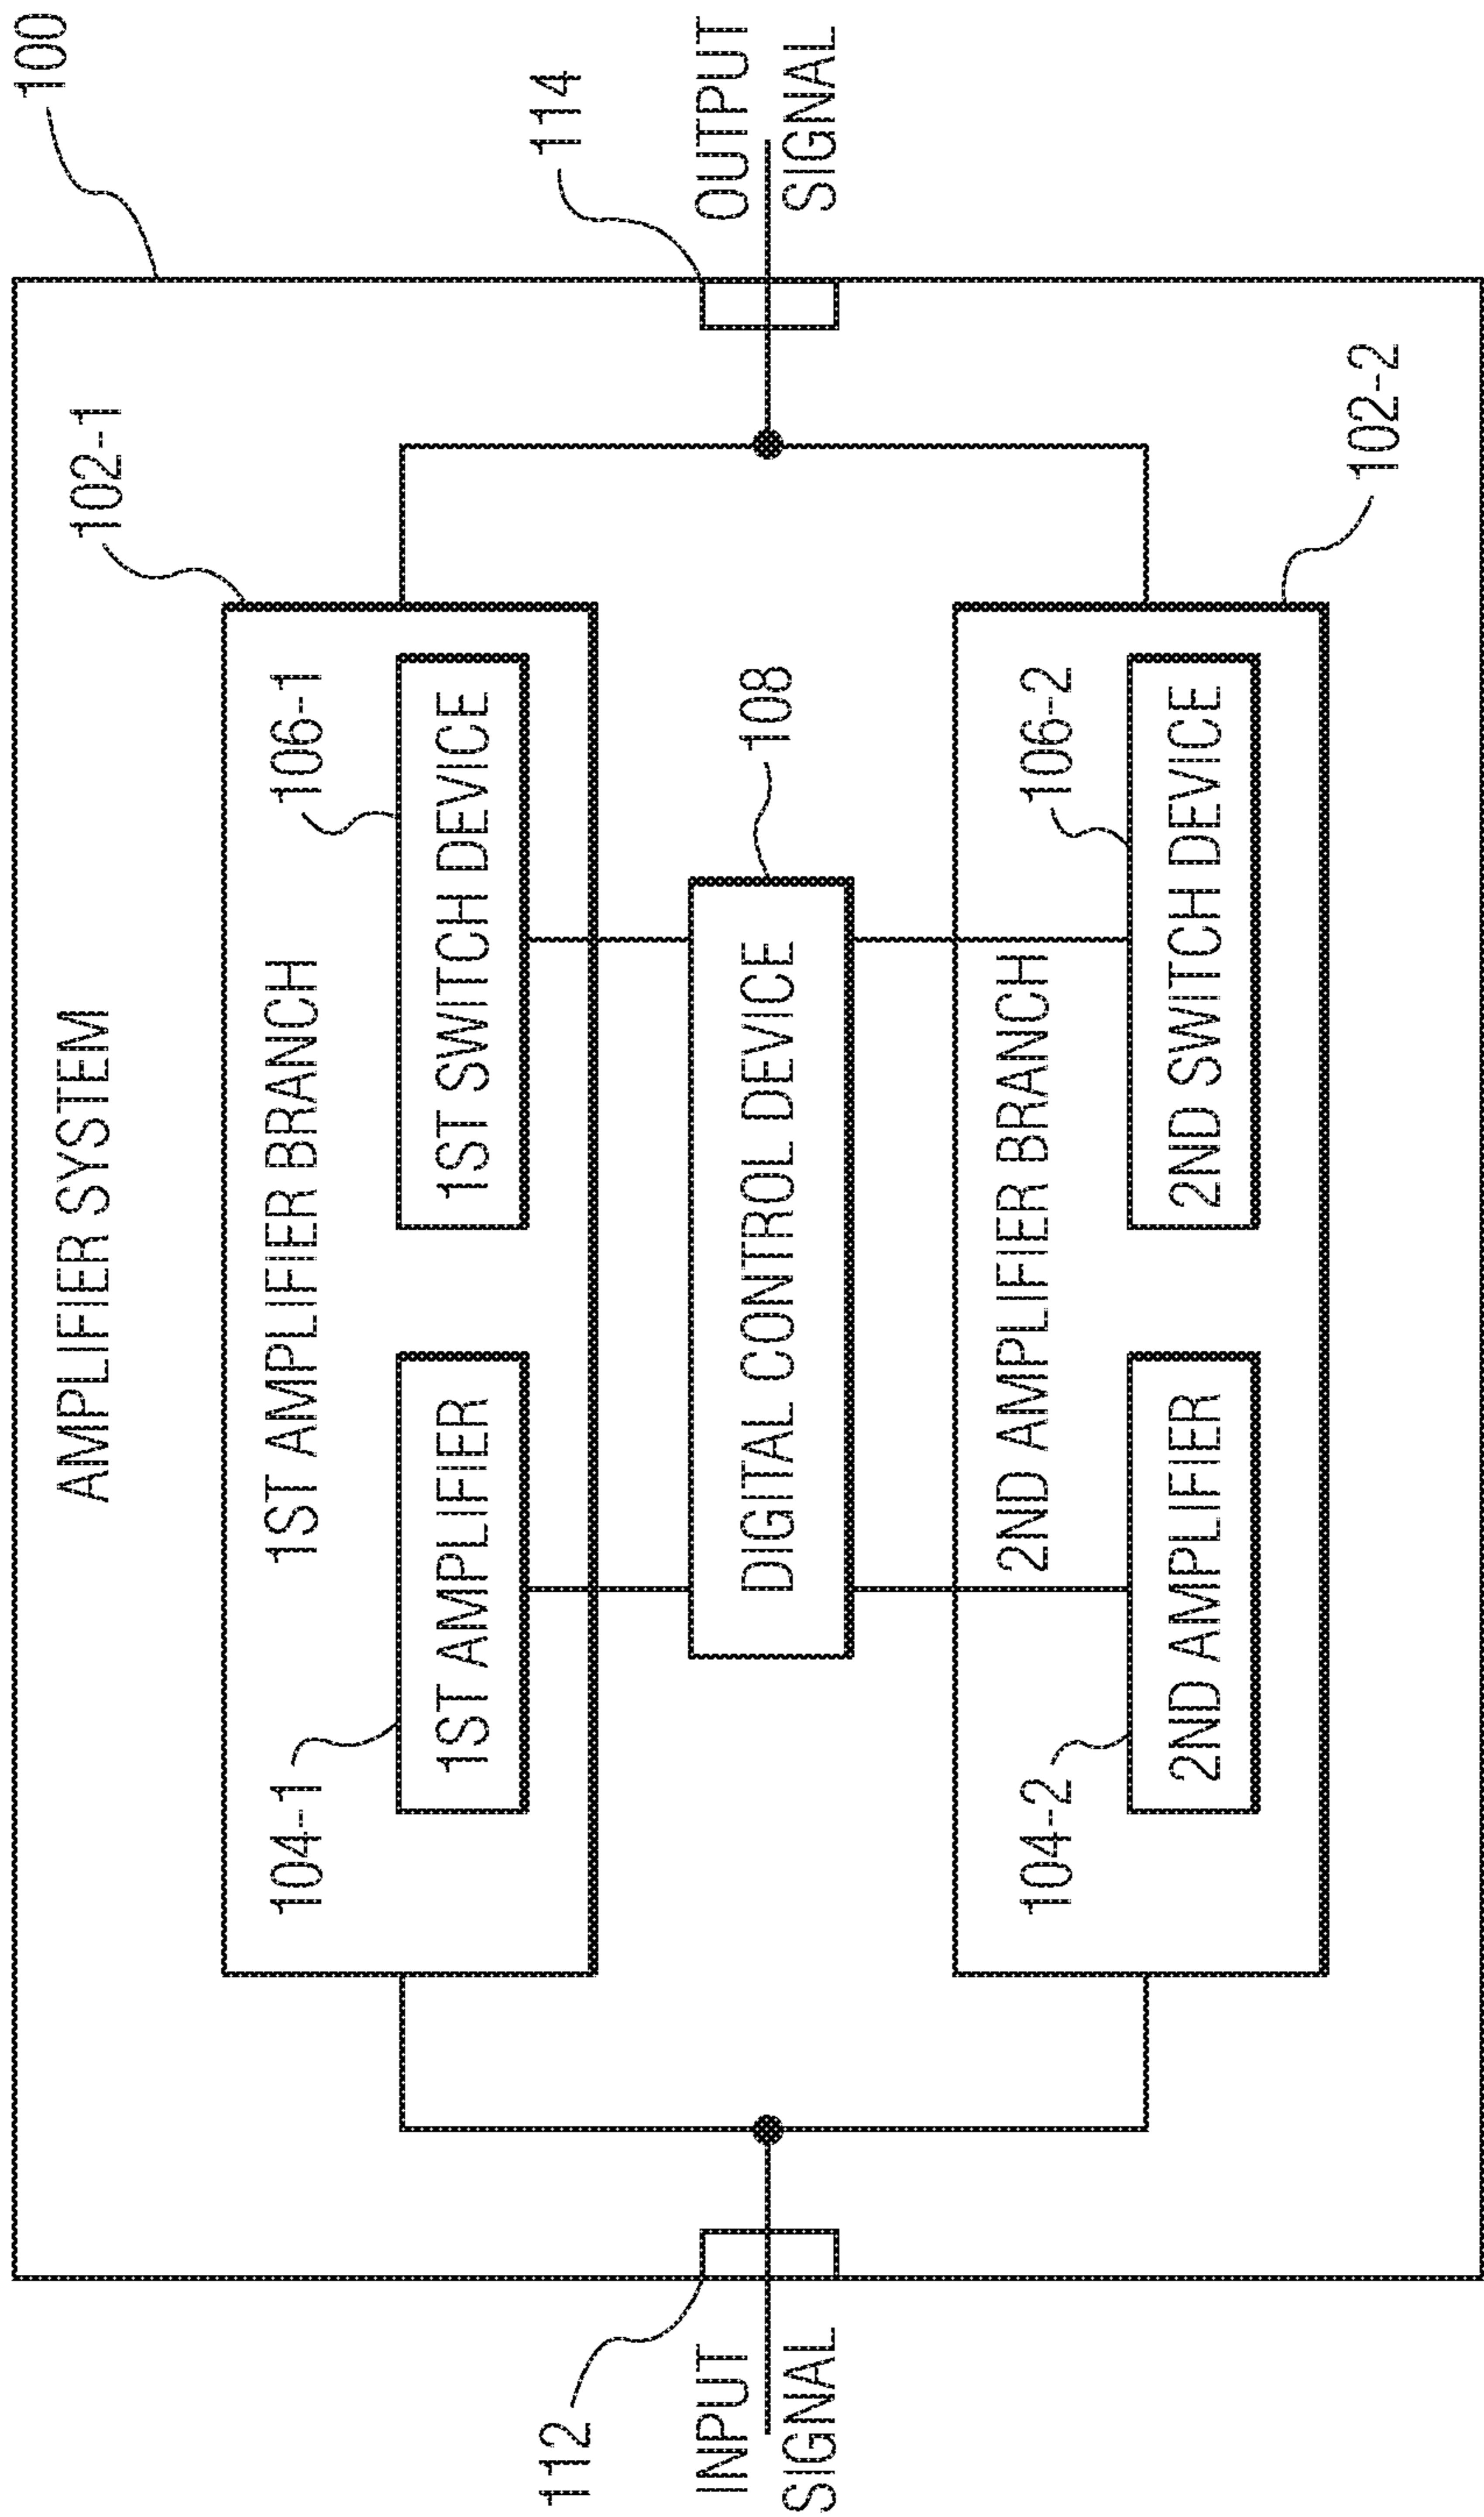 100
AMPLIFIER SYSTEM
102-1
1ST AMPLIFIER BRANCH
104-1
106-1
1ST AMPLIFIER
1ST SWITCH DEVICE
112
114
INPUT
SIGNAL
OUTPUT
SIGNAL
108
DIGITAL CONTROL DEVICE
2ND AMPLIFIER BRANCH
104-2
106-2
2ND AMPLIFIER
2ND SWITCH DEVICE
102-2